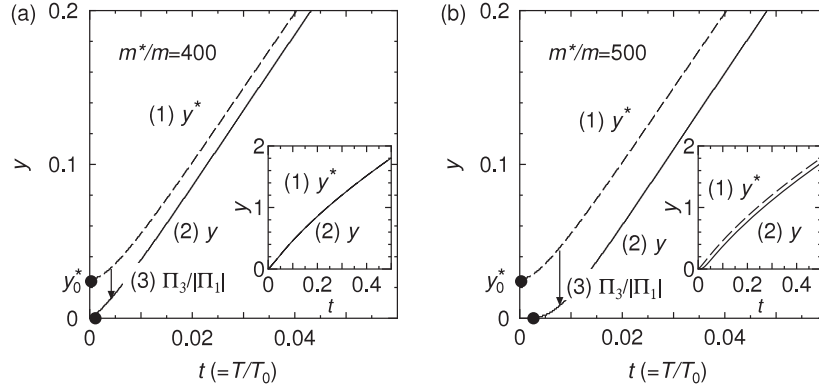 (a)
0.2
m*/m=400
(1) y*
y
0.1
2
(1) y*
y
1
(2) y
0
0
0.2
0.4
t
(2) y
(3) Π₃/|Π₁|
y₀*
0
0
0.02
0.04
t (=T/T₀)
(b)
0.2
m*/m=500
(1) y*
y
0.1
2
(1) y*
y
1
(2) y
0
0
0.2
0.4
t
(2) y
(3) Π₃/|Π₁|
y₀*
0
0
0.02
0.04
t (=T/T₀)